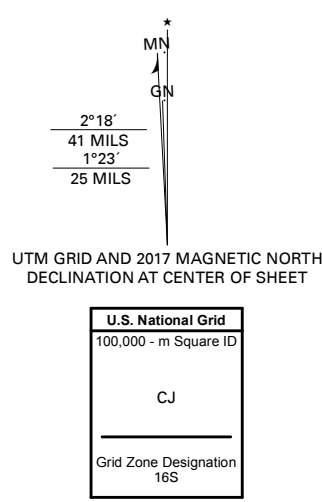 ★
MN
GN
2°18´
41 MILS
1°23´
25 MILS
UTM GRID AND 2017 MAGNETIC NORTH
DECLINATION AT CENTER OF SHEET
U.S. National Grid
100,000 - m Square ID
CJ
Grid Zone Designation
16S